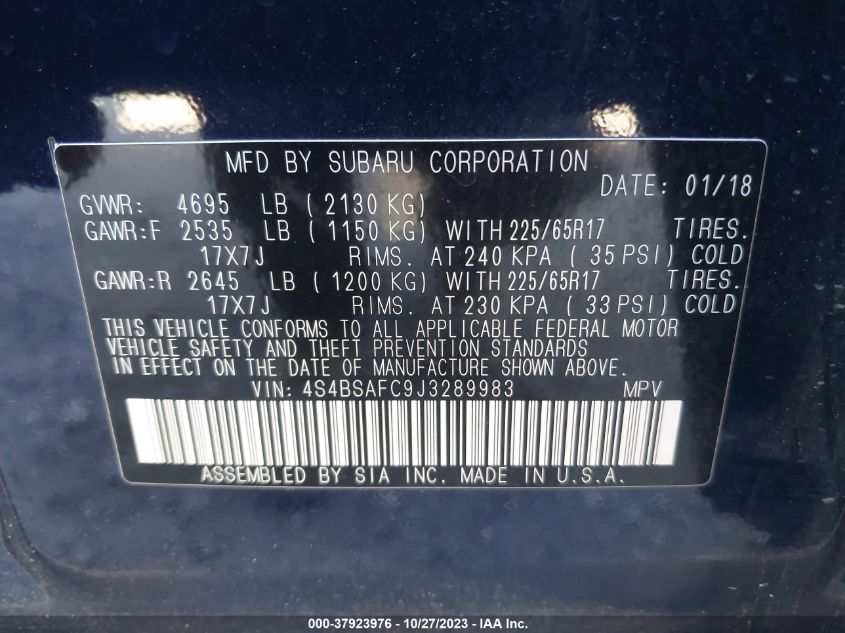 MFD BY SUBARU CORPORATION
DATE: 01/18
GVWR: 4695 LB ( 2130 KG)
GAWR:F 2535 LB ( 1150 KG) WITH 225/65R17 TIRES.
17X7J RIMS. AT 240 KPA ( 35 PSI) COLD
GAWR:R 2645 LB ( 1200 KG) WITH 225/65R17 TIRES.
17X7J RIMS. AT 230 KPA ( 33 PSI) COLD
THIS VEHICLE CONFORMS TO ALL APPLICABLE FEDERAL MOTOR
VEHICLE SAFETY AND THEFT PREVENTION STANDARDS
IN EFFECT ON THE DATE OF MANUFACTURE SHOWN ABOVE.
VIN: 4S4BSAFC9J3289983 MPV
ASSEMBLED BY SIA INC. MADE IN U.S.A.
000-37923976 - 10/27/2023 - IAA Inc.